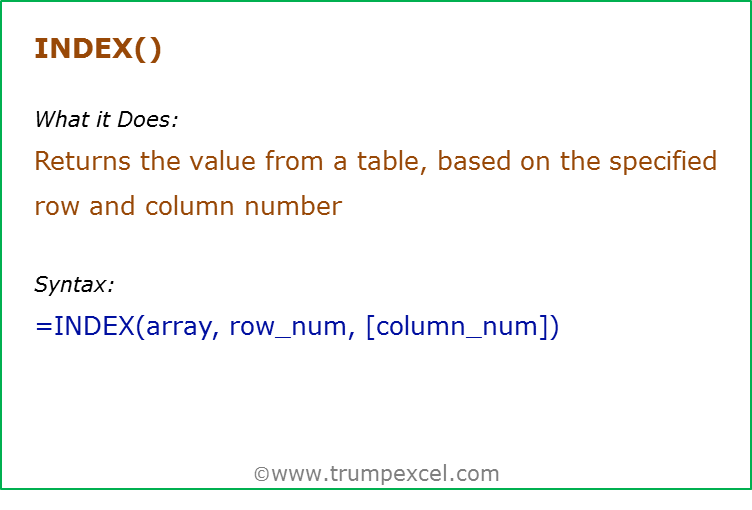 INDEX()
What it Does:
Returns the value from a table, based on the specified
row and column number
Syntax:
=INDEX(array, row_num, [column_num])
©www.trumpexcel.com